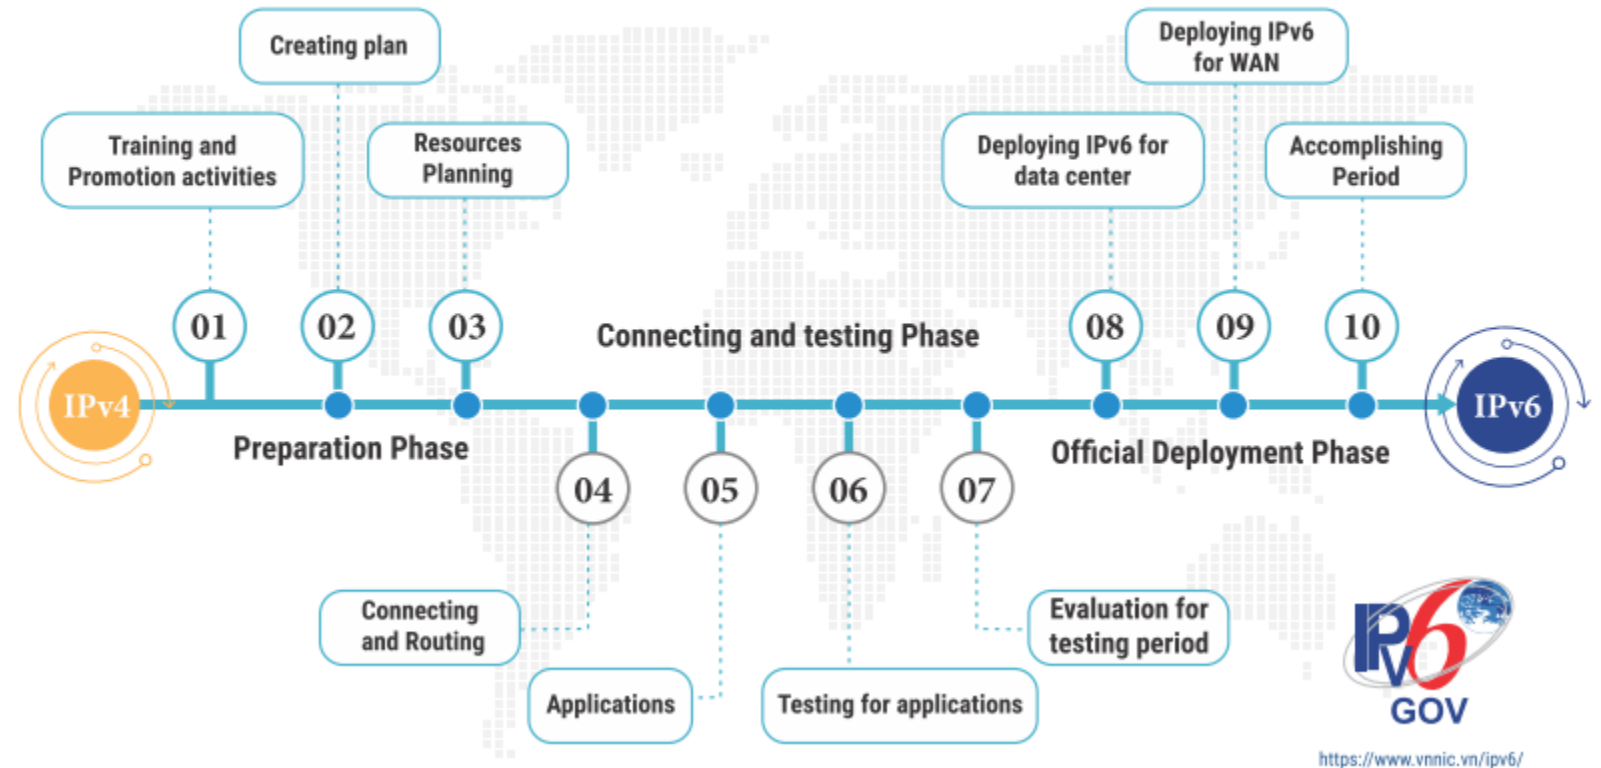 Creating plan
Deploying IPv6
for WAN
Training and
Promotion activities
Resources
Planning
Deploying IPv6 for
data center
Accomplishing
Period
01
02
03
Connecting and testing Phase
08
09
10
IPv4
IPv6
Preparation Phase
Official Deployment Phase
04
05
06
07
Connecting
and Routing
Evaluation for
testing period
Applications
Testing for applications
IPV6
GOV
https://www.vnnic.vn/ipv6/